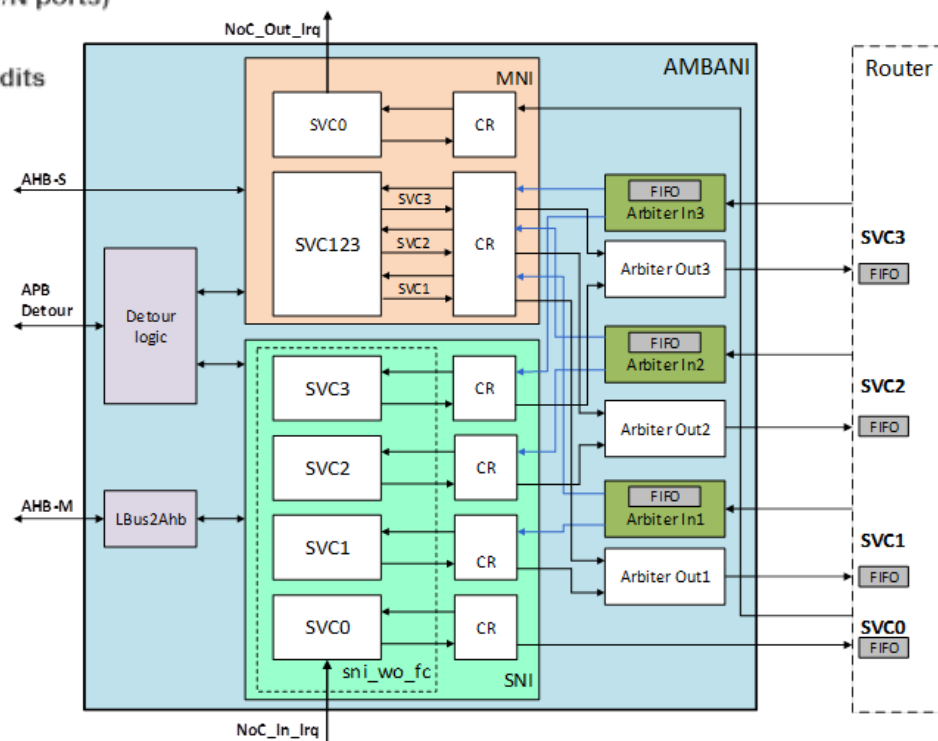 NoC_Out_Irq
AMBANI
Router
MNI
SVC0
CR
AHB-S
FIFO
Arbiter In3
SVC3
SVC123
SVC2
CR
SVC1
Arbiter Out3
SVC3
FIFO
APB
Detour
Detour
logic
FIFO
Arbiter In2
SVC3
CR
SVC2
FIFO
Arbiter Out2
SVC2
CR
AHB-M
LBus2Ahb
FIFO
Arbiter In1
SVC1
CR
SVC1
FIFO
Arbiter Out1
SVC0
CR
SVC0
FIFO
sni_wo_fc
SNI
NoC_In_Irq